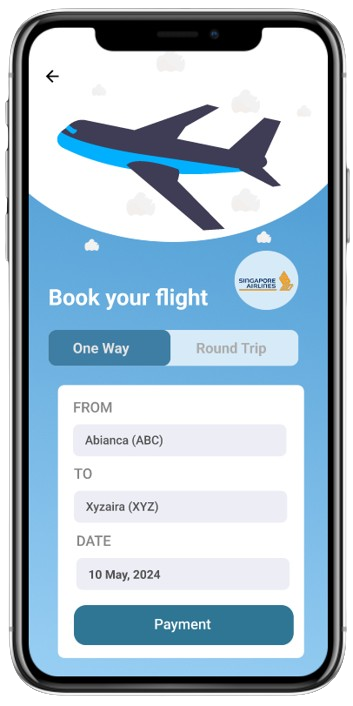 SINGAPORE
AIRLINES
Book your flight
One Way
Round Trip
FROM
Abianca (ABC)
TO
Xyzaira (XYZ)
DATE
10 May, 2024
Payment